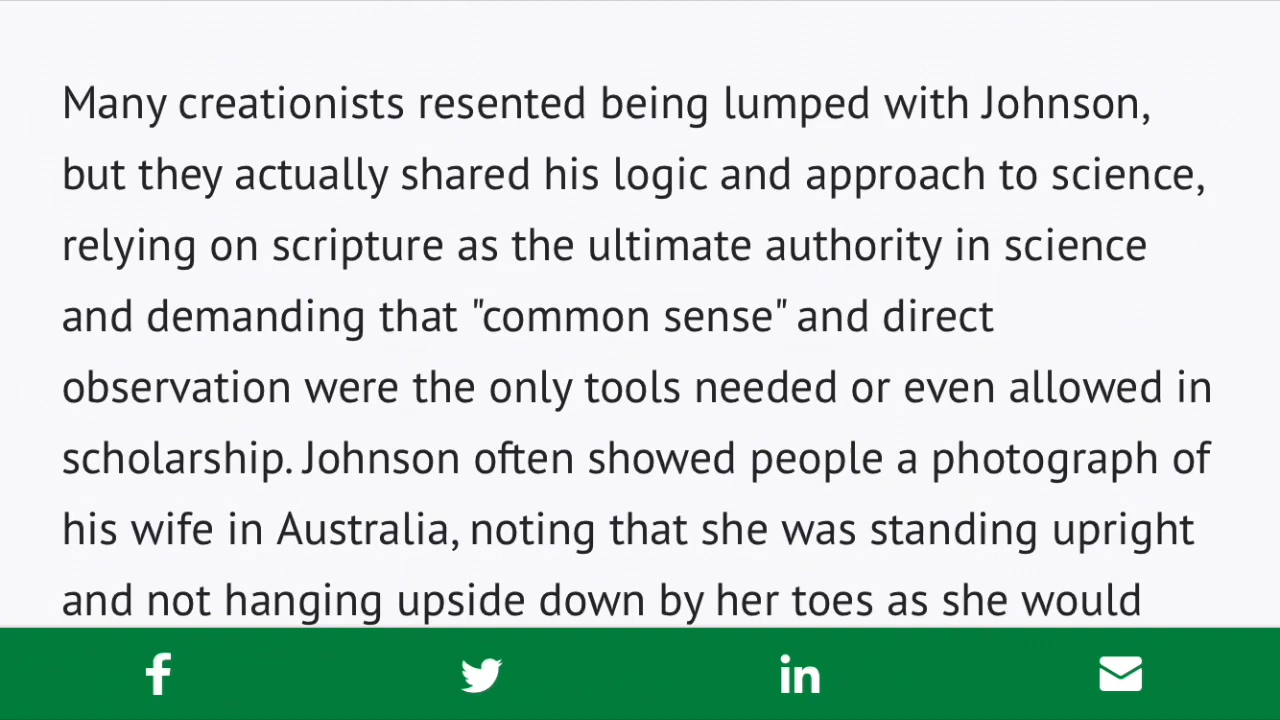 Many creationists resented being lumped with Johnson,
but they actually shared his logic and approach to science,
relying on scripture as the ultimate authority in science
and demanding that "common sense" and direct
observation were the only tools needed or even allowed in
scholarship. Johnson often showed people a photograph of
his wife in Australia, noting that she was standing upright
and not hanging upside down by her toes as she would